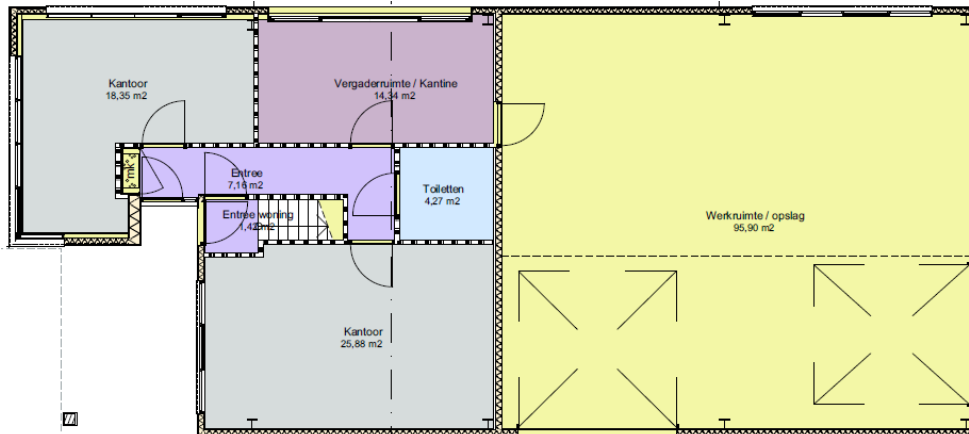 Kantoor
18,35 m2
Vergaderruimte / Kantine
14,34 m2
"mk"
Entree
7,16 m2
Toiletten
4,27 m2
Entree woning
Werkruimte / opslag
95,90 m2
Kantoor
25,88 m2